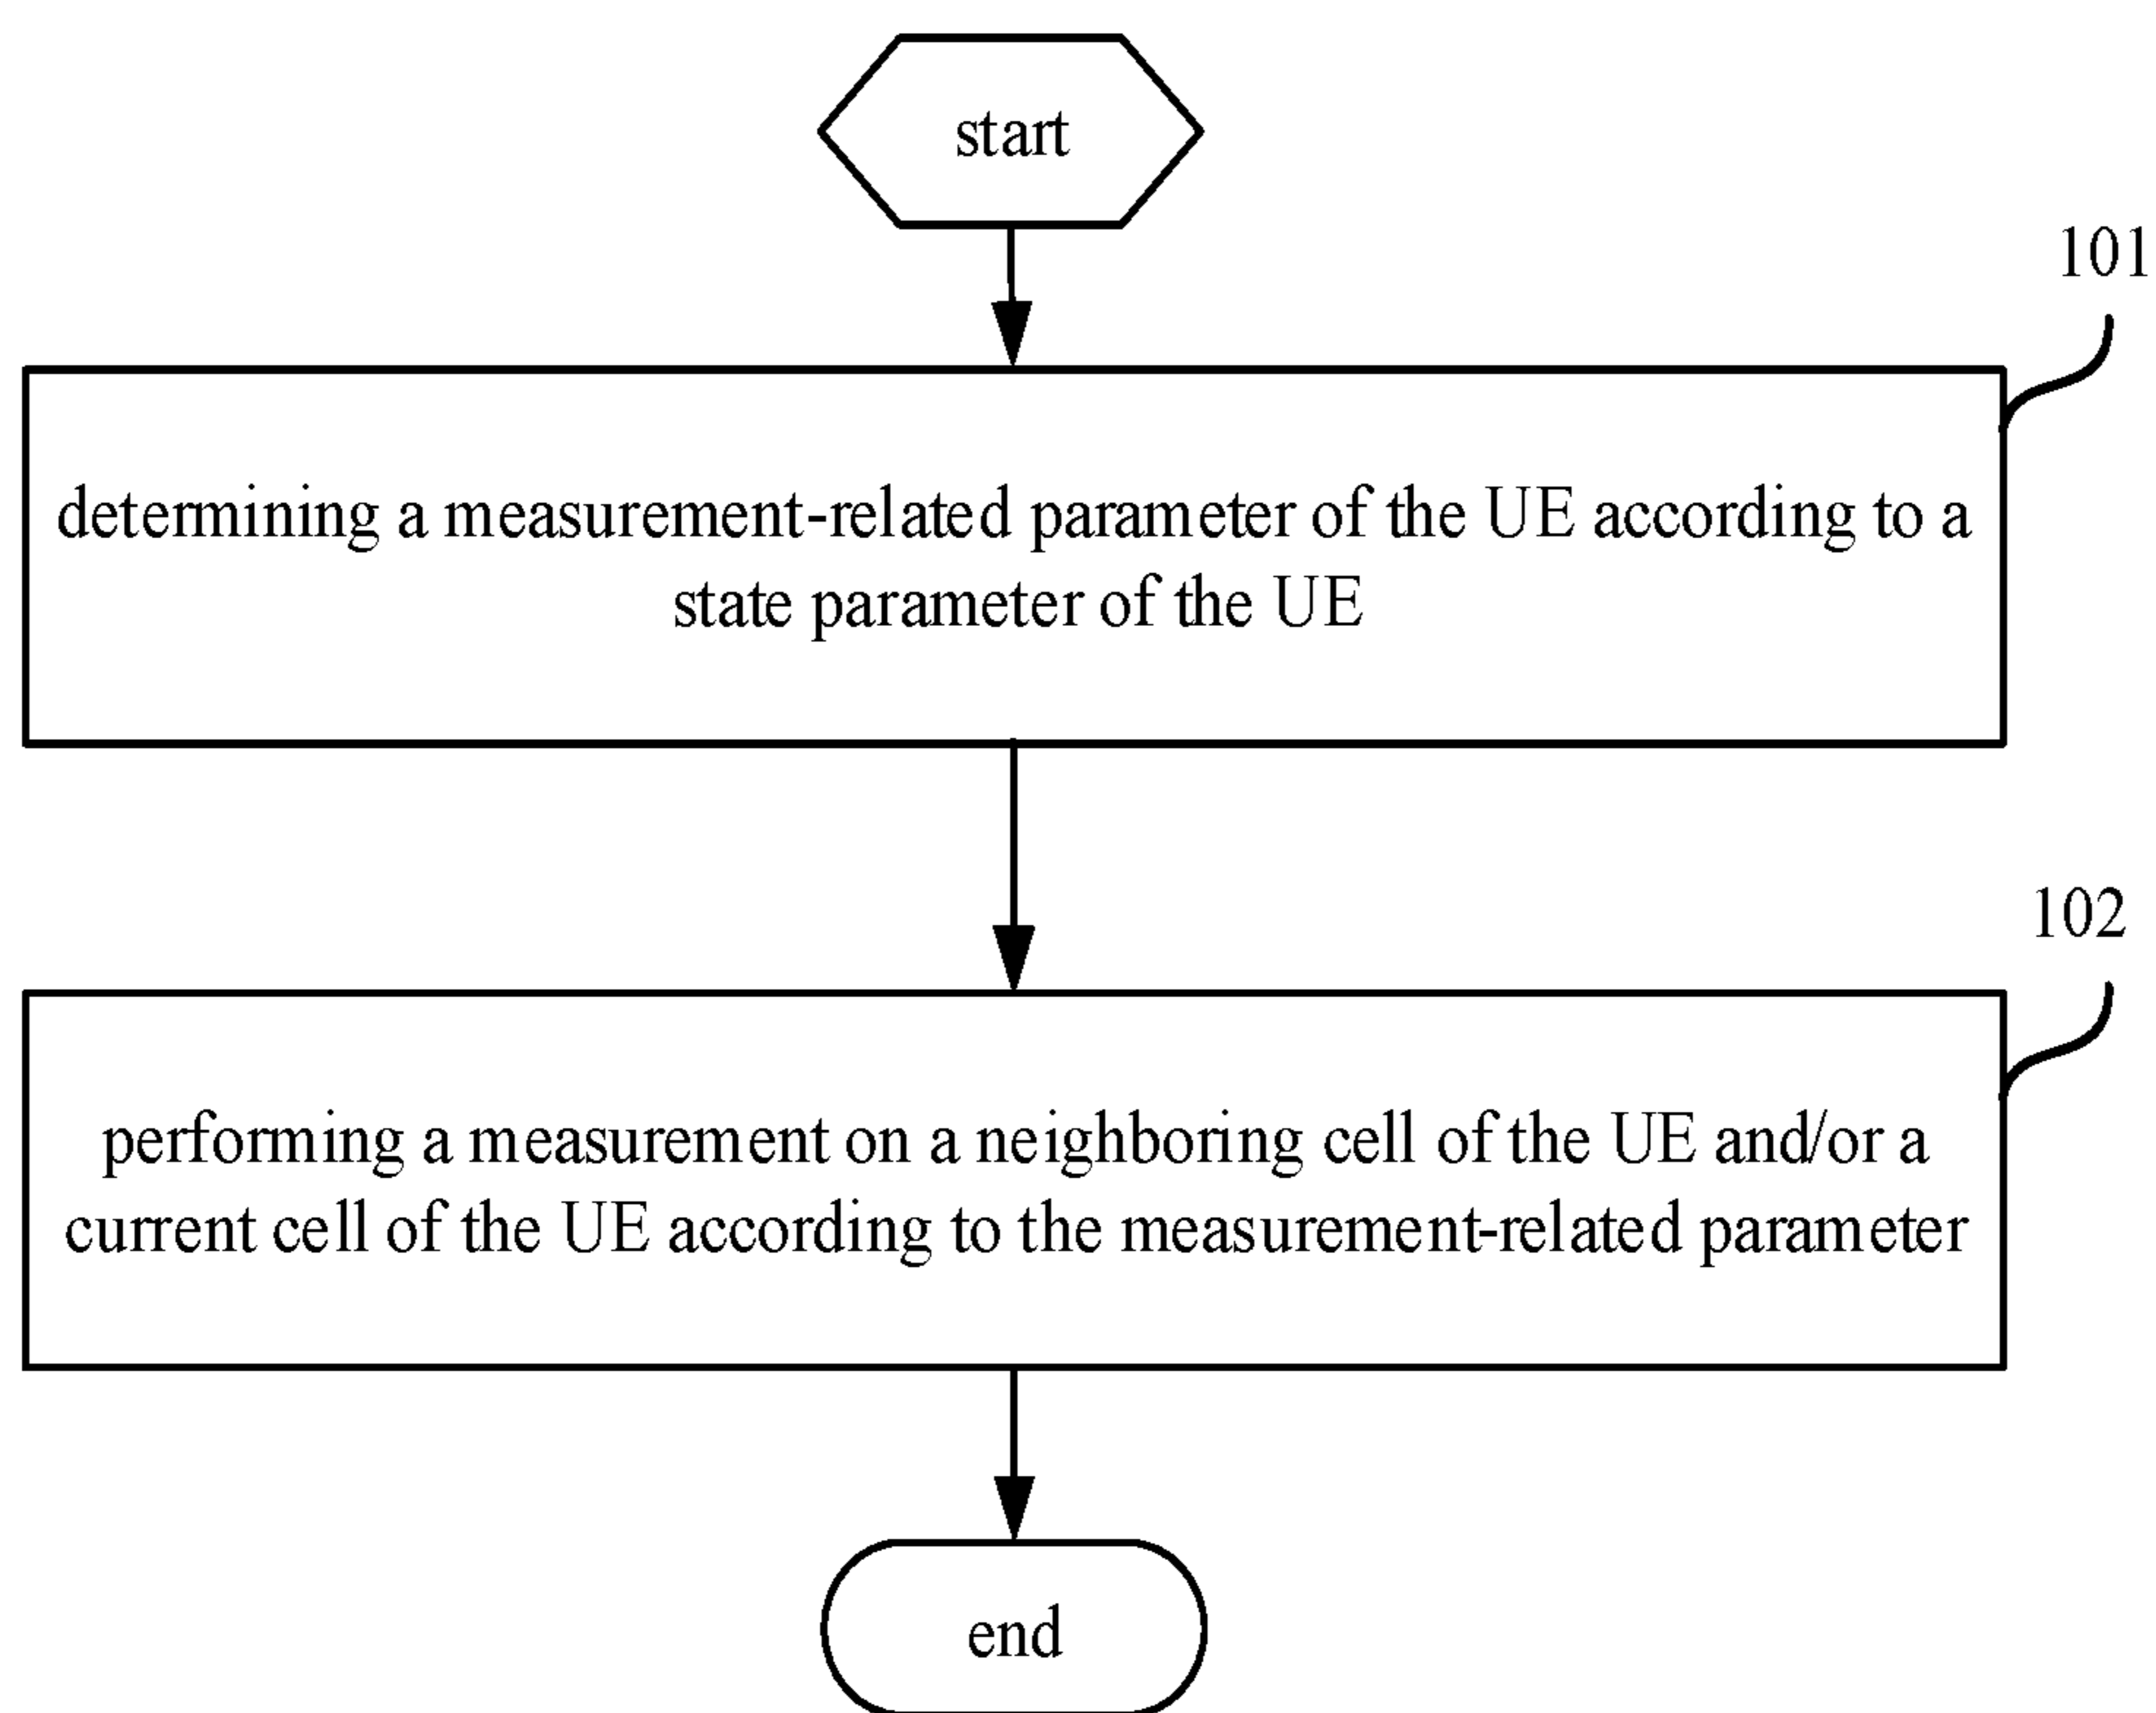 start
101
determining a measurement-related parameter of the UE according to a
state parameter of the UE
102
performing a measurement on a neighboring cell of the UE and/or a
current cell of the UE according to the measurement-related parameter
end